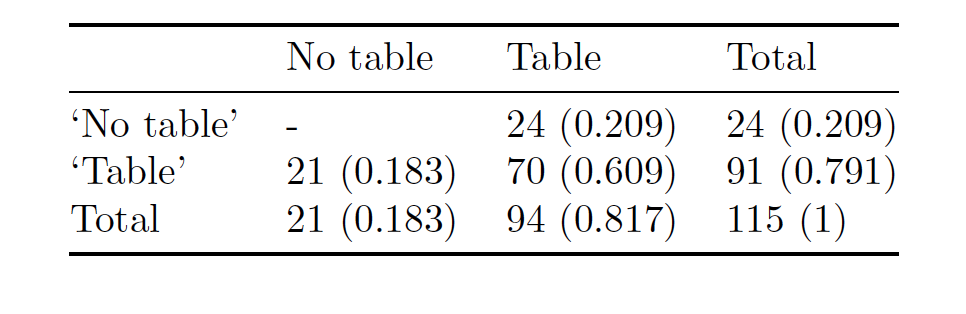 No table Table Total
‘No table’ - 24 (0.209) 24 (0.209)
‘Table’ 21 (0.183) 70 (0.609) 91 (0.791)
Total 21 (0.183) 94 (0.817) 115 (1)